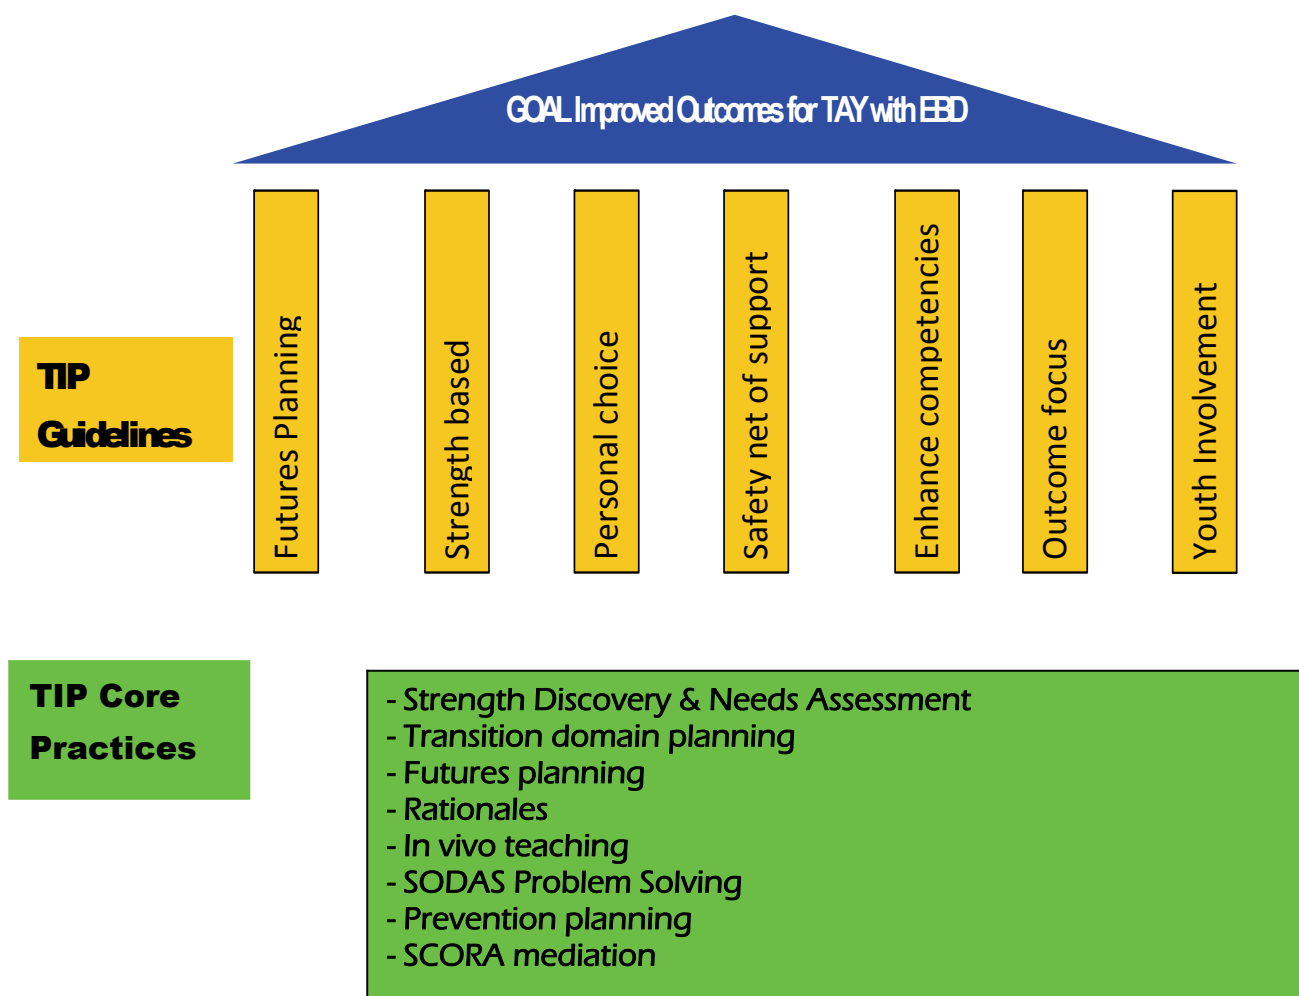 GOAL Improved Outcomes for TAY with EBD
TIP
Guidelines
Futures Planning
Strength based
Personal choice
Safety net of support
Enhance competencies
Outcome focus
Youth Involvement
TIP Core
Practices
- Strength Discovery & Needs Assessment
- Transition domain planning
- Futures planning
- Rationales
- In vivo teaching
- SODAS Problem Solving
- Prevention planning
- SCORA mediation